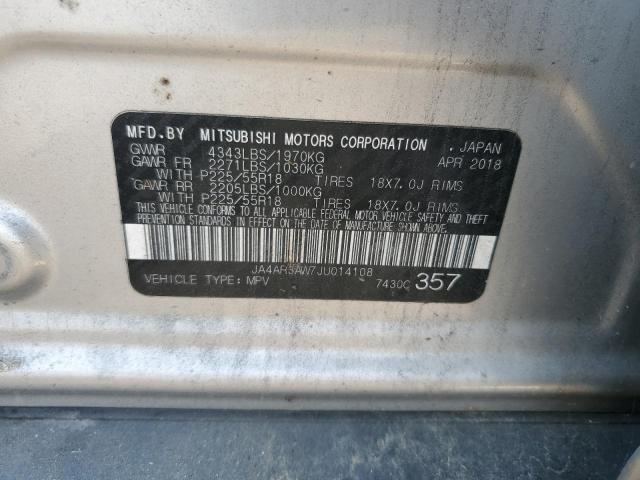 MFD.BY MITSUBISHI MOTORS CORPORATION , JAPAN
GVWR 4343LBS/1970KG APR 2018
GAWR FR 2271LBS/1030KG
WITH P225/55R18 TIRES 18X7.0J RIMS
GAWR RR 2205LBS/1000KG
WITH P225/55R18 TIRES 18X7.0J RIMS
THIS VEHICLE CONFORMS TO ALL APPLICABLE FEDERAL MOTOR VEHICLE SAFETY AND THEFT
PREVENTION STANDARDS IN EFFECT ON THE DATE OF MANUFACTURE SHOWN ABOVE.
JA4AR3AW7JU014108
VEHICLE TYPE: MPV 7430C 357